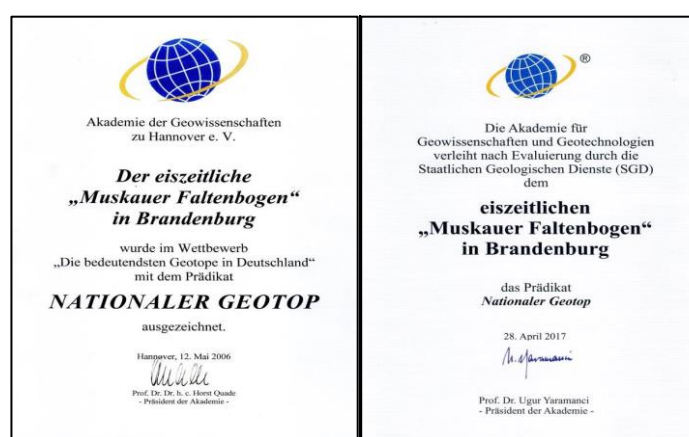 Akademie der Geowissenschaften
zu Hannover e. V.
Der eiszeitliche
„Muskauer Faltenbogen“
in Brandenburg
wurde im Wettbewerb
„Die bedeutendsten Geotope in Deutschland“
mit dem Prädikat
NATIONALER GEOTOP
ausgezeichnet.
Hannover, 12. Mai 2006
Prof. Dr. Dr. h. c. Horst Quade
- Präsident der Akademie -
®
Die Akademie für
Geowissenschaften und Geotechnologien
verleiht nach Evaluierung durch die
Staatlichen Geologischen Dienste (SGD)
dem
eiszeitlichen
„Muskauer Faltenbogen“
in Brandenburg
das Prädikat
Nationaler Geotop
28. April 2017
Prof. Dr. Ugur Yaramanci
- Präsident der Akademie -